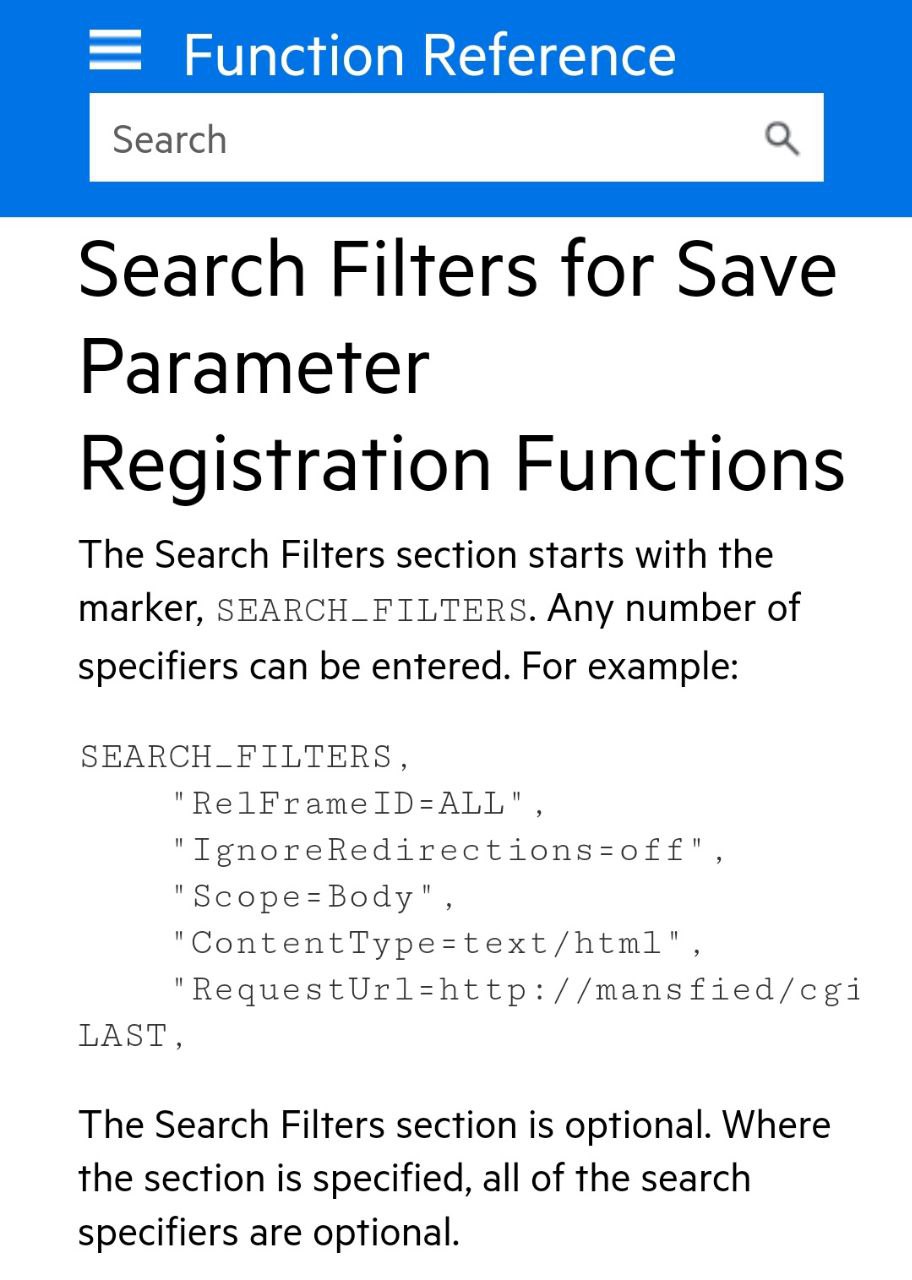 Function Reference
Search
Search Filters for Save
Parameter
Registration Functions
The Search Filters section starts with the
marker, SEARCH_FILTERS. Any number of
specifiers can be entered. For example:
SEARCH_FILTERS,
"RelFrameID=ALL",
"IgnoreRedirections=off",
"Scope=Body",
"ContentType=text/html",
"RequestUrl=http://mansfied/cgi
LAST,
The Search Filters section is optional. Where
the section is specified, all of the search
specifiers are optional.